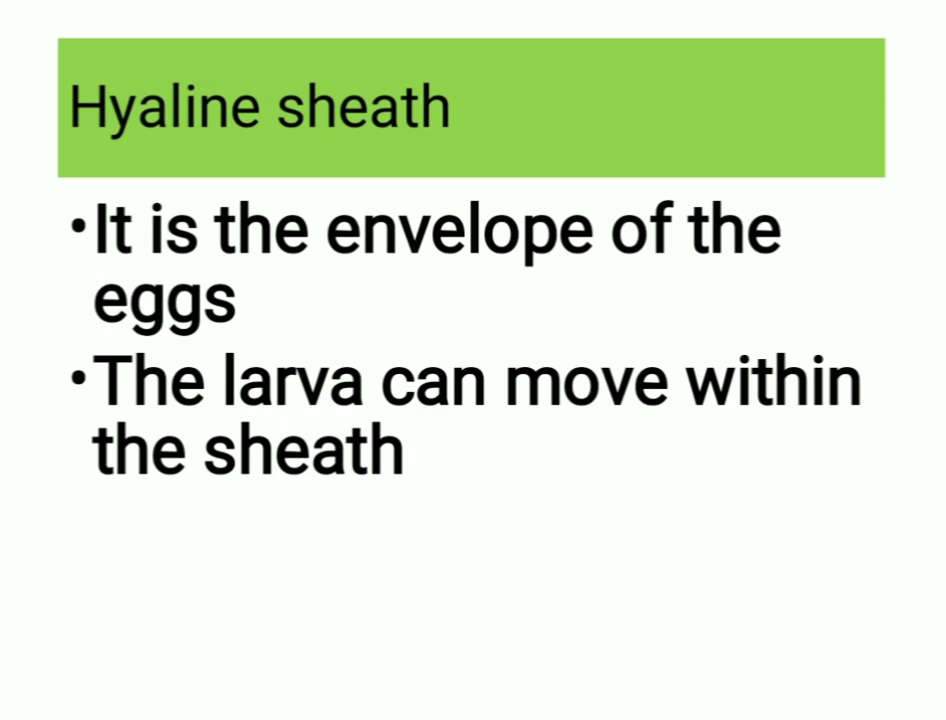 Hyaline sheath
•It is the envelope of the
eggs
•The larva can move within
the sheath